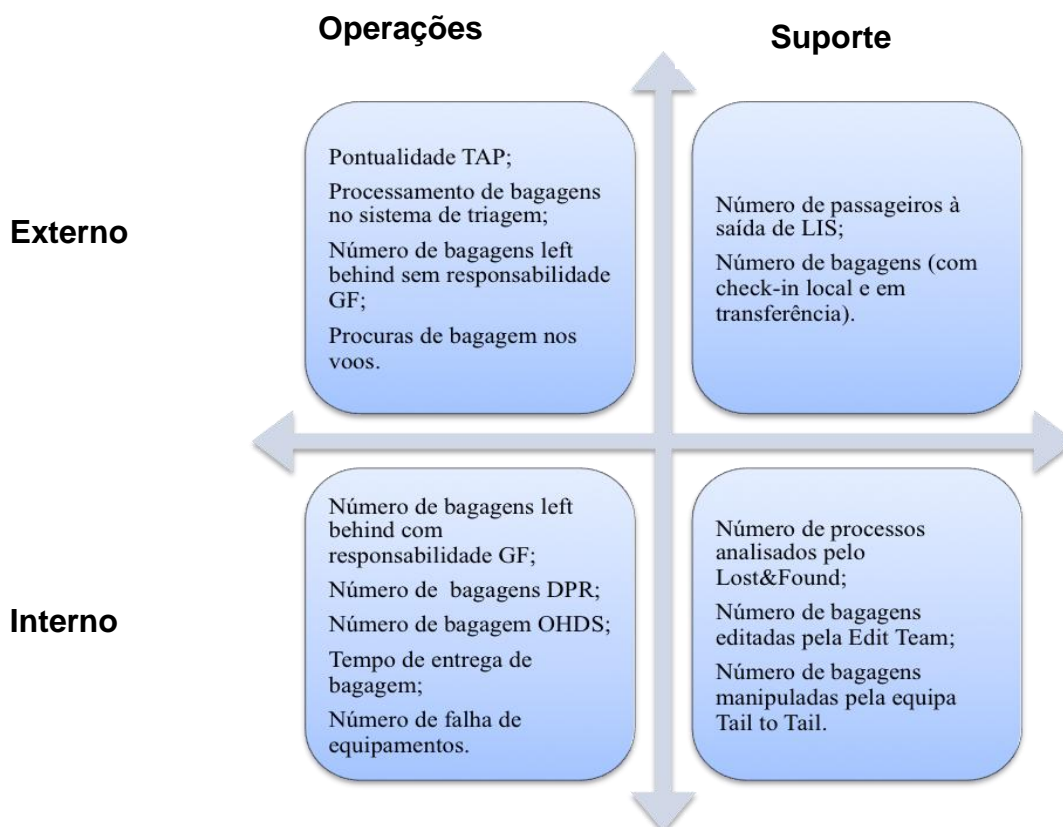 Operações
Suporte
Externo
Pontualidade TAP;
Processamento de bagagens
no sistema de triagem;
Número de bagagens left
behind sem responsabilidade
GF;
Procuras de bagagem nos
voos.
Número de passageiros à
saída de LIS;
Número de bagagens (com
check-in local e em
transferência).
Interno
Número de bagagens left
behind com
responsabilidade GF;
Número de  bagagens DPR;
Número de bagagem OHDS;
Tempo de entrega de
bagagem;
Número de falha de
equipamentos.
Número de processos
analisados pelo
Lost&Found;
Número de bagagens
editadas pela Edit Team;
Número de bagagens
manipuladas pela equipa
Tail to Tail.